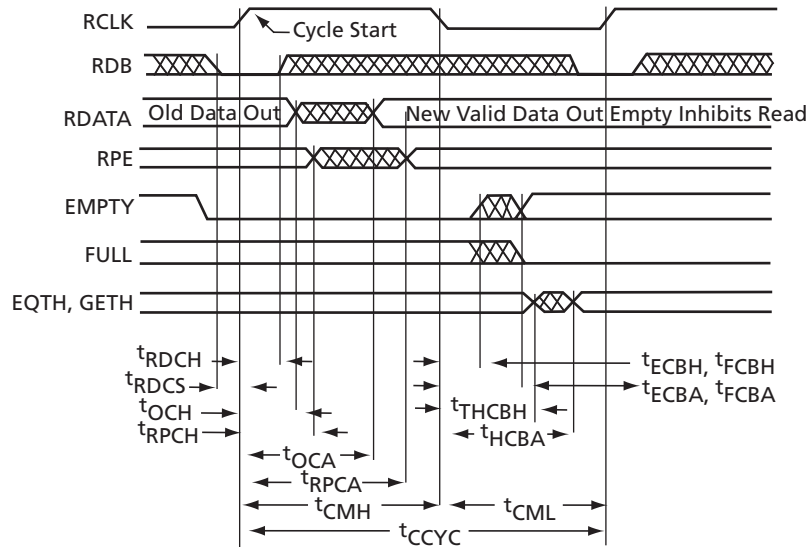 RCLK
Cycle Start
RDB
RDATA
Old Data Out
New Valid Data Out Empty Inhibits Read
RPE
EMPTY
FULL
EQTH, GETH
tRDCH
tECBH, tFCBH
tRDCS
tECBA, tFCBA
tOCH
tTHCBH
tRPCH
tHCBA
tOCA
tRPCA
tCMH
tCML
tCCYC